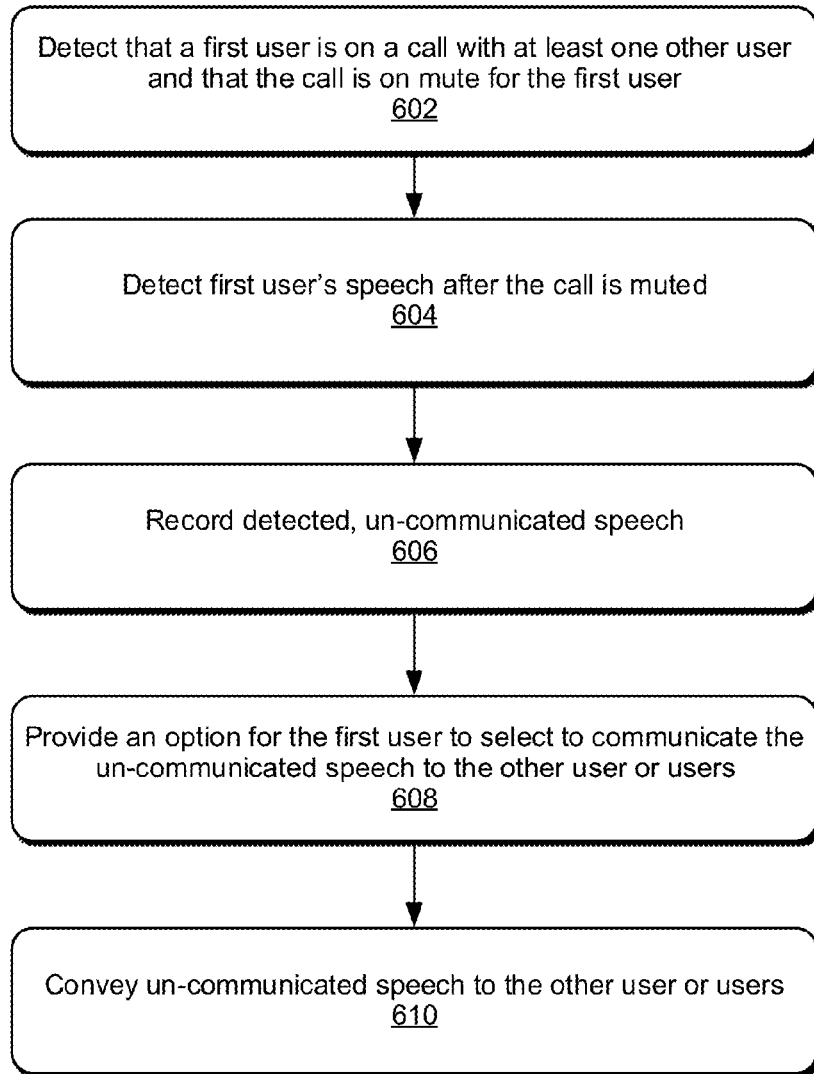 Detect that a first user is on a call with at least one other user
and that the call is on mute for the first user
602
Detect first user's speech after the call is muted
604
Record detected, un-communicated speech
606
Provide an option for the first user to select to communicate the
un-communicated speech to the other user or users
608
Convey un-communicated speech to the other user or users
610